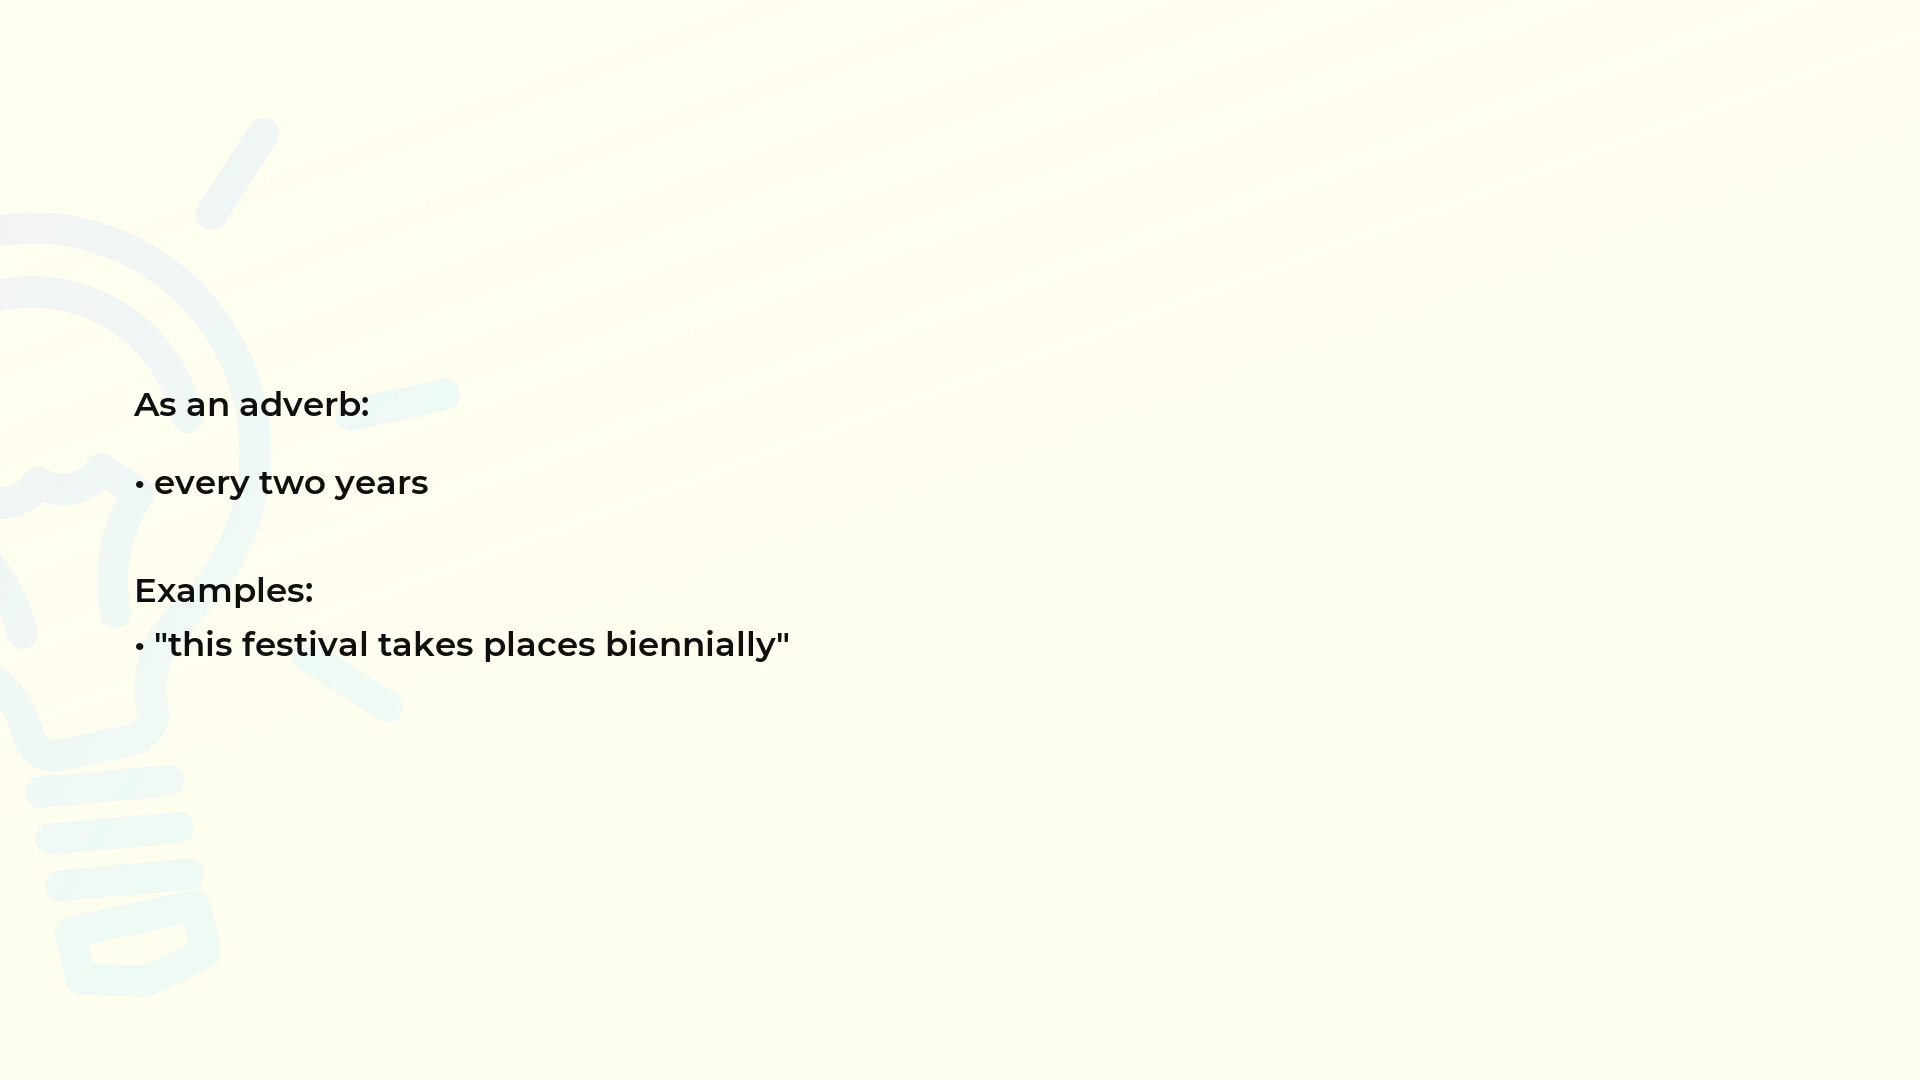 As an adverb:
• every two years
Examples:
• "this festival takes places biennially"